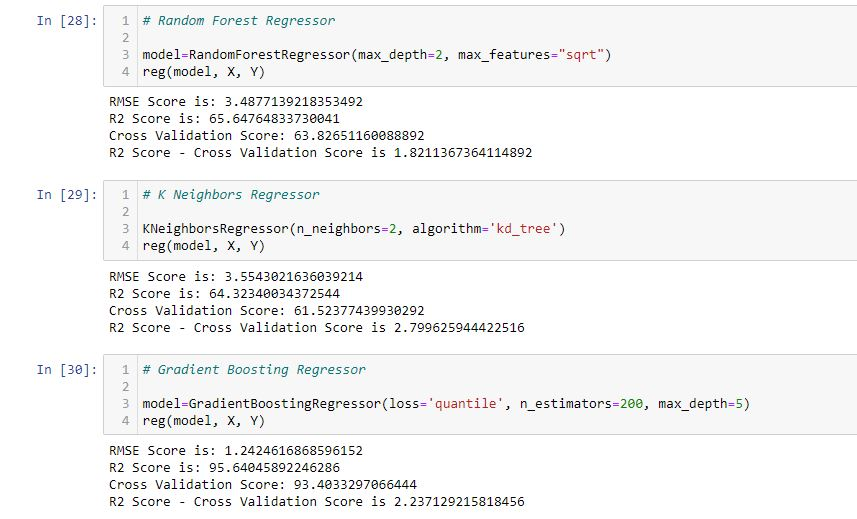 In [28]:
1 # Random Forest Regressor
2
3 model=RandomForestRegressor(max_depth=2, max_features="sqrt")
4 reg(model, X, Y)
RMSE Score is: 3.4877139218353492
R2 Score is: 65.64764833730041
Cross Validation Score: 63.82651160088892
R2 Score - Cross Validation Score is 1.8211367364114892
In [29]:
1 # K Neighbors Regressor
2
3 KNeighborsRegressor(n_neighbors=2, algorithm='kd_tree')
4 reg(model, X, Y)
RMSE Score is: 3.5543021636039214
R2 Score is: 64.32340034372544
Cross Validation Score: 61.52377439930292
R2 Score - Cross Validation Score is 2.799625944422516
In [30]:
1 # Gradient Boosting Regressor
2
3 model=GradientBoostingRegressor(loss='quantile', n_estimators=200, max_depth=5)
4 reg(model, X, Y)
RMSE Score is: 1.2424616868596152
R2 Score is: 95.64045892246286
Cross Validation Score: 93.4033297066444
R2 Score - Cross Validation Score is 2.237129215818456